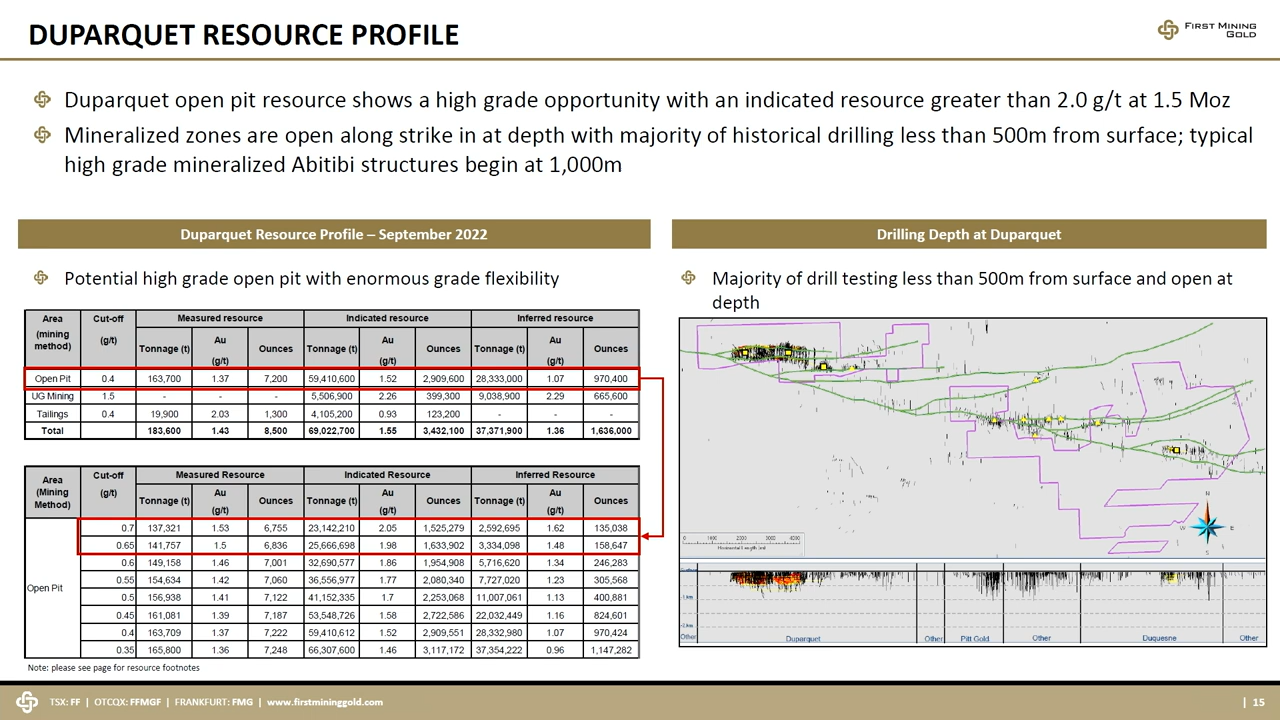 DUPARQUET RESOURCE PROFILE
FIRST MINING
GOLD
Duparquet open pit resource shows a high grade opportunity with an indicated resource greater than 2.0 g/t at 1.5 Moz
Mineralized zones are open along strike in at depth with majority of historical drilling less than 500m from surface; typical
high grade mineralized Abitibi structures begin at 1,000m
Duparquet Resource Profile – September 2022
Potential high grade open pit with enormous grade flexibility
Area (mining method) Cut-off (g/t) Measured resource Indicated resource Inferred resource
Tonnage (t) Au (g/t) Ounces Tonnage (t) Au (g/t) Ounces Tonnage (t) Au (g/t) Ounces
Open Pit 0.4 163,700 1.37 7,200 59,410,600 1.52 2,909,600 28,333,000 1.07 970,400
UG Mining 1.5 - - - 5,506,900 2.26 399,300 9,038,900 2.29 665,600
Tailings 0.4 19,900 2.03 1,300 4,105,200 0.93 123,200 - - -
Total 183,600 1.43 8,500 69,022,700 1.55 3,432,100 37,371,900 1.36 1,636,000
Area (Mining Method) Cut-off (g/t) Measured Resource Indicated Resource Inferred Resource
Tonnage (t) Au (g/t) Ounces Tonnage (t) Au (g/t) Ounces Tonnage (t) Au (g/t) Ounces
0.7 137,321 1.53 6,755 23,142,210 2.05 1,525,279 2,592,695 1.62 135,038
0.65 141,757 1.5 6,836 25,666,698 1.98 1,633,902 3,334,098 1.48 158,647
0.6 149,158 1.46 7,001 32,690,577 1.86 1,954,908 5,716,620 1.34 246,283
0.55 154,634 1.42 7,060 36,556,977 1.77 2,080,340 7,727,020 1.23 305,568
Open Pit 0.5 156,938 1.41 7,122 41,152,335 1.7 2,253,068 11,007,061 1.13 400,881
0.45 161,081 1.39 7,187 53,548,726 1.58 2,722,586 22,032,449 1.16 824,601
0.4 163,709 1.37 7,222 59,410,612 1.52 2,909,551 28,332,980 1.07 970,424
0.35 165,800 1.36 7,248 66,307,600 1.46 3,117,172 37,354,222 0.96 1,147,282
Note: please see page for resource footnotes
Drilling Depth at Duparquet
Majority of drill testing less than 500m from surface and open at
depth
N
W E
S
0 1000 2000 3000 4000
-1 km
-2 km
Other Duparquet Other Pitt Gold Other Duquesne Other
TSX: FF | OTCQX: FFMGF | FRANKFURT: FMG | www.firstmininggold.com
| 15